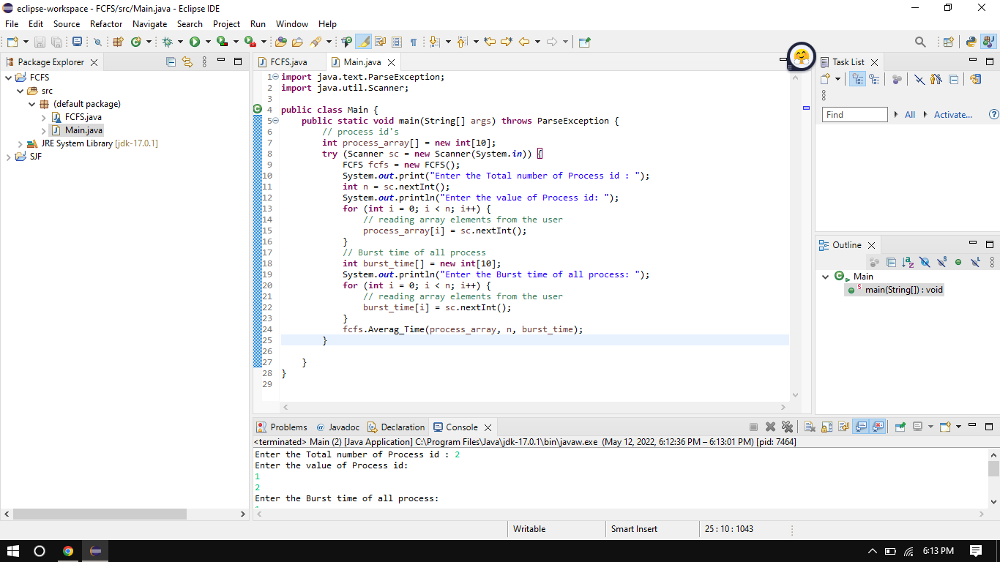 eclipse-workspace - FCFS/src/Main.java - Eclipse IDE
File Edit Source Refactor Navigate Search Project Run Window Help
Package Explorer
FCFS
src
(default package)
FCFS.java
Main.java
JRE System Library [jdk-17.0.1]
SJF
FCFS.java Main.java
1 import java.text.ParseException;
2 import java.util.Scanner;
3
4 public class Main {
5 public static void main(String[] args) throws ParseException {
6 // process id's
7 int process_array[] = new int[10];
8 try (Scanner sc = new Scanner(System.in)) {
9 FCFS fcfs = new FCFS();
10 System.out.print("Enter the Total number of Process id : ");
11 int n = sc.nextInt();
12 System.out.println("Enter the value of Process id: ");
13 for (int i = 0; i < n; i++) {
14 // reading array elements from the user
15 process_array[i] = sc.nextInt();
16 }
17 // Burst time of all process
18 int burst_time[] = new int[10];
19 System.out.println("Enter the Burst time of all process: ");
20 for (int i = 0; i < n; i++) {
21 // reading array elements from the user
22 burst_time[i] = sc.nextInt();
23 }
24 fcfs.Averag_Time(process_array, n, burst_time);
25 }
26
27 }
28 }
29
Task List
Find All Activate...
Outline
Main
main(String[]) : void
Problems Javadoc Declaration Console
<terminated> Main (2) [Java Application] C:\Program Files\Java\jdk-17.0.1\bin\javaw.exe (May 12, 2022, 6:12:36 PM – 6:13:01 PM) [pid: 7464]
Enter the Total number of Process id : 2
Enter the value of Process id:
1
2
Enter the Burst time of all process:
Writable Smart Insert 25 : 10 : 1043
6:13 PM